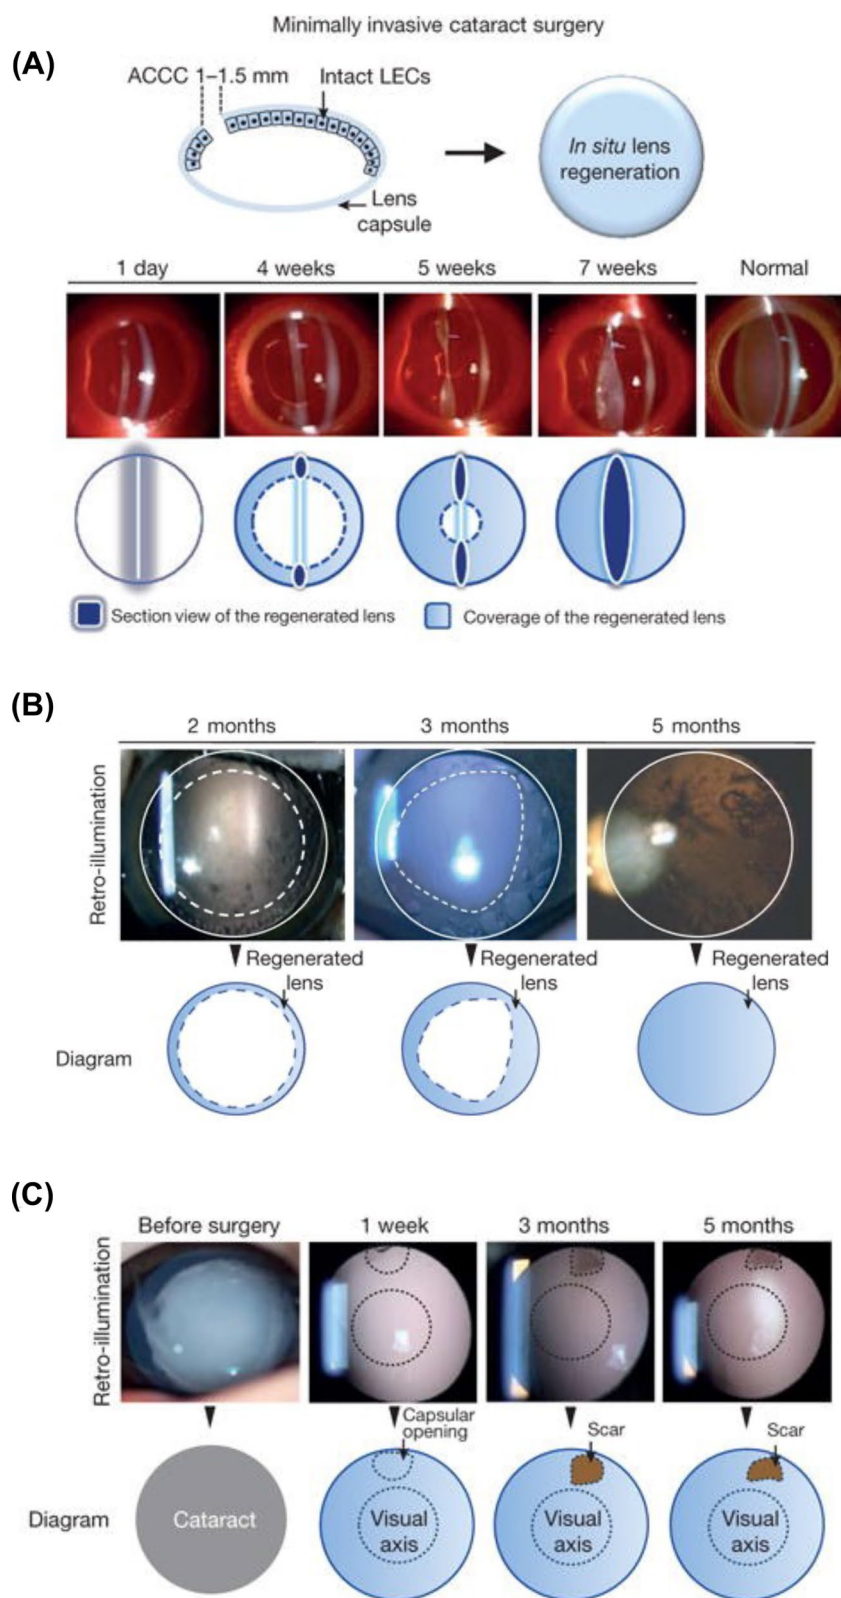 Minimally invasive cataract surgery
(A)
ACCC 1–1.5 mm
Intact LECs
In situ lens
regeneration
Lens
capsule
1 day
4 weeks
5 weeks
7 weeks
Normal
Section view of the regenerated lens
Coverage of the regenerated lens
(B)
2 months
3 months
5 months
Retro-illumination
Regenerated
lens
Regenerated
lens
Regenerated
lens
Diagram
(C)
Before surgery
1 week
3 months
5 months
Retro-illumination
Capsular
opening
Scar
Scar
Diagram
Cataract
Visual
axis
Visual
axis
Visual
axis